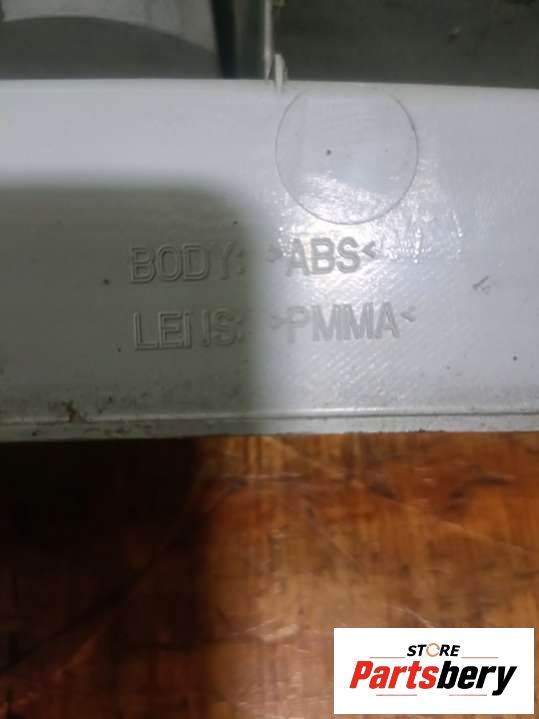 BODY: >ABS<
LENS: >PMMA<
STORE
Partsbery